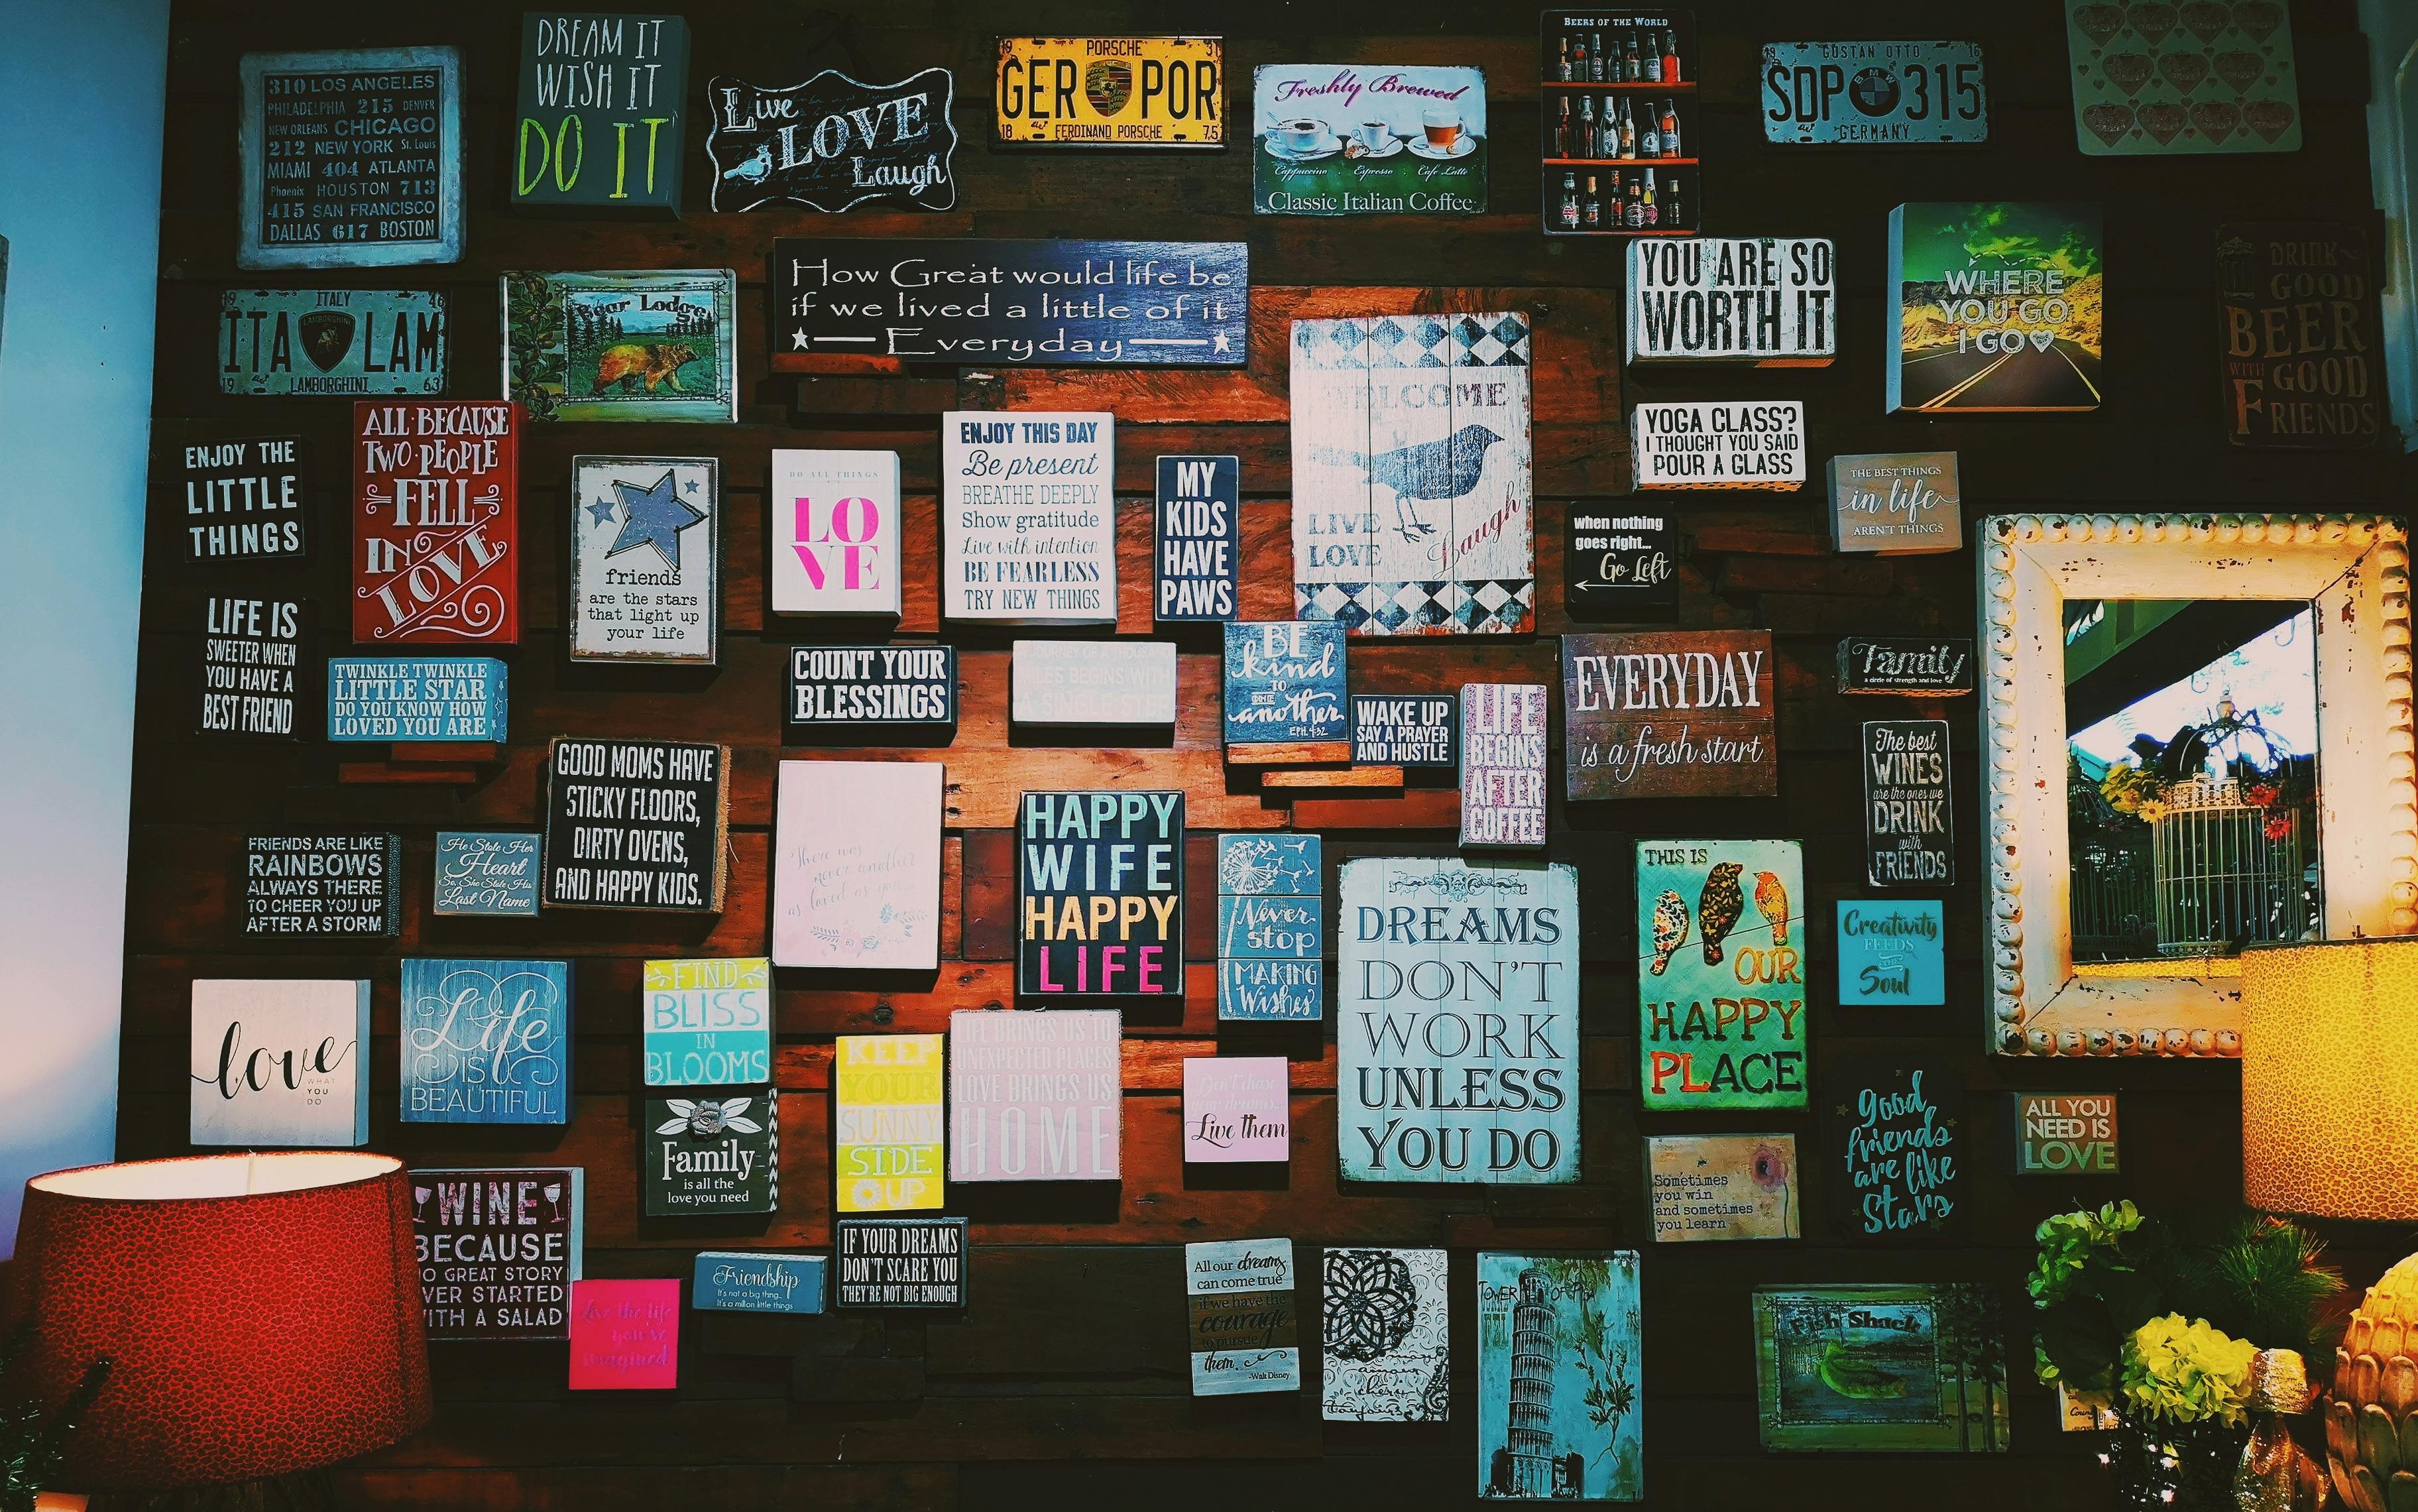 310 LOS ANGELES
PHILADELPHIA 215 DENVER
NEW ORLEANS CHICAGO
212 NEW YORK St. Louis
MIAMI 404 ATLANTA
Phoenix HOUSTON 713
415 SAN FRANCISCO
DALLAS 617 BOSTON
DREAM IT
WISH IT
DO IT
Live
LOVE
Laugh
PORSCHE 31
GER POR
18 FERDINAND PORSCHE 75
Freshly Brewed
Cappuccino Espresso Cafe Latte
Classic Italian Coffee
BEERS OF THE WORLD
19 GUSTAN OTTO 16
SDP BMW 315
GERMANY
19 ITALY 46
ITA LAMBORGHINI LAM
19 LAMBORGHINI 63
Bear Lodge
How Great would life be
if we lived a little of it
Everyday
YOU ARE SO
WORTH IT
WHERE
YOU GO
I GO
DRINK
GOOD
BEER
WITH GOOD
FRIENDS
ENJOY THE
LITTLE
THINGS
ALL BECAUSE
TWO PEOPLE
FELL
IN
LOVE
friends
are the stars
that light up
your life
DO ALL THINGS
LO
VE
ENJOY THIS DAY
Be present
BREATHE DEEPLY
Show gratitude
Live with intention
BE FEARLESS
TRY NEW THINGS
MY
KIDS
HAVE
PAWS
WELCOME
LIVE
LOVE
Laugh
YOGA CLASS?
I THOUGHT YOU SAID
POUR A GLASS
THE BEST THINGS
in life
AREN'T THINGS
when nothing
goes right...
Go Left
LIFE IS
SWEETER WHEN
YOU HAVE A
BEST FRIEND
TWINKLE TWINKLE
LITTLE STAR
DO YOU KNOW HOW
LOVED YOU ARE
COUNT YOUR
BLESSINGS
JOURNEY OF A THOUSAND
BEGINS WITH
BE
kind
TO
ONE
another
EPH. 4:32
WAKE UP
SAY A PRAYER
AND HUSTLE
LIFE
BEGINS
AFTER
COFFEE
EVERYDAY
is a fresh start
Family
a circle of strength and love
The best
WINES
are the ones we
DRINK
with
FRIENDS
GOOD MOMS HAVE
STICKY FLOORS,
DIRTY OVENS,
AND HAPPY KIDS.
FRIENDS ARE LIKE
RAINBOWS
ALWAYS THERE
TO CHEER YOU UP
AFTER A STORM
He Stole Her
Heart
So, She Stole His
Last Name
There was
never another
as loved as you
HAPPY
WIFE
HAPPY
LIFE
Never
stop
MAKING
Wishes
DREAMS
DON'T
WORK
UNLESS
YOU DO
THIS IS
OUR
HAPPY
PLACE
Creativity
FEEDS
THE
Soul
love
WHAT
YOU
DO
Life
IS
BEAUTIFUL
FIND
BLISS
IN
BLOOMS
Family
is all the
love you need
KEEP
YOUR
SUNNY
SIDE
UP
LIFE BRINGS US TO
UNEXPECTED PLACES
LOVE BRINGS US
HOME
Don't chase
your dreams...
Live them
Sometimes
you win
and sometimes
you learn
good
friends
are like
Stars
ALL YOU
NEED IS
LOVE
WINE
BECAUSE
O GREAT STORY
VER STARTED
ITH A SALAD
Live the life
you've
imagined
Friendship
It's not a big thing...
It's a million little things
IF YOUR DREAMS
DON'T SCARE YOU
THEY'RE NOT BIG ENOUGH
All our dreams
can come true
if we have the
courage
to pursue
them.
-Walt Disney
TOWER OF PISA
Fish Shack